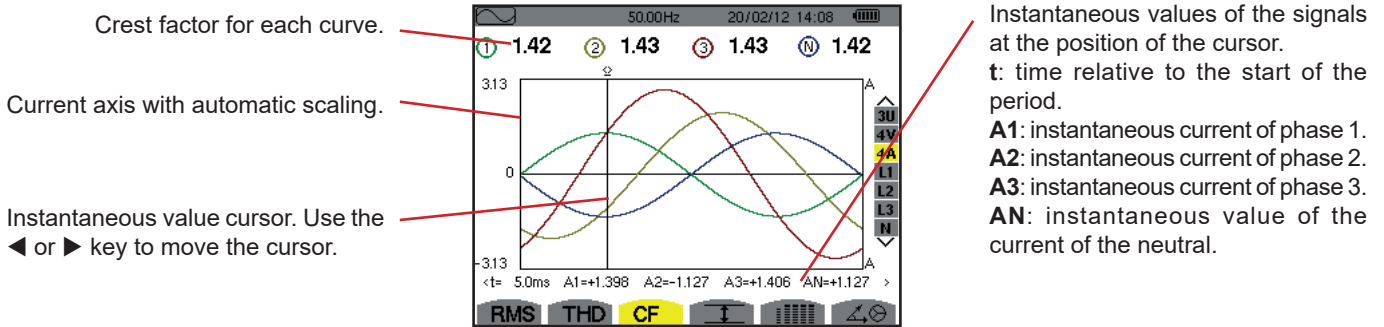 Crest factor for each curve.
Current axis with automatic scaling.
Instantaneous value cursor. Use the
◄ or ► key to move the cursor.
50.00Hz 20/02/12 14:08
1 1.42 2 1.43 3 1.43 N 1.42
3.13 A
0
-3.13 A
3U
4V
4A
L1
L2
L3
N
<t= 5.0ms A1=+1.398 A2=-1.127 A3=+1.406 AN=+1.127 >
RMS THD CF
Instantaneous values of the signals
at the position of the cursor.
t: time relative to the start of the
period.
A1: instantaneous current of phase 1.
A2: instantaneous current of phase 2.
A3: instantaneous current of phase 3.
AN: instantaneous value of the
current of the neutral.